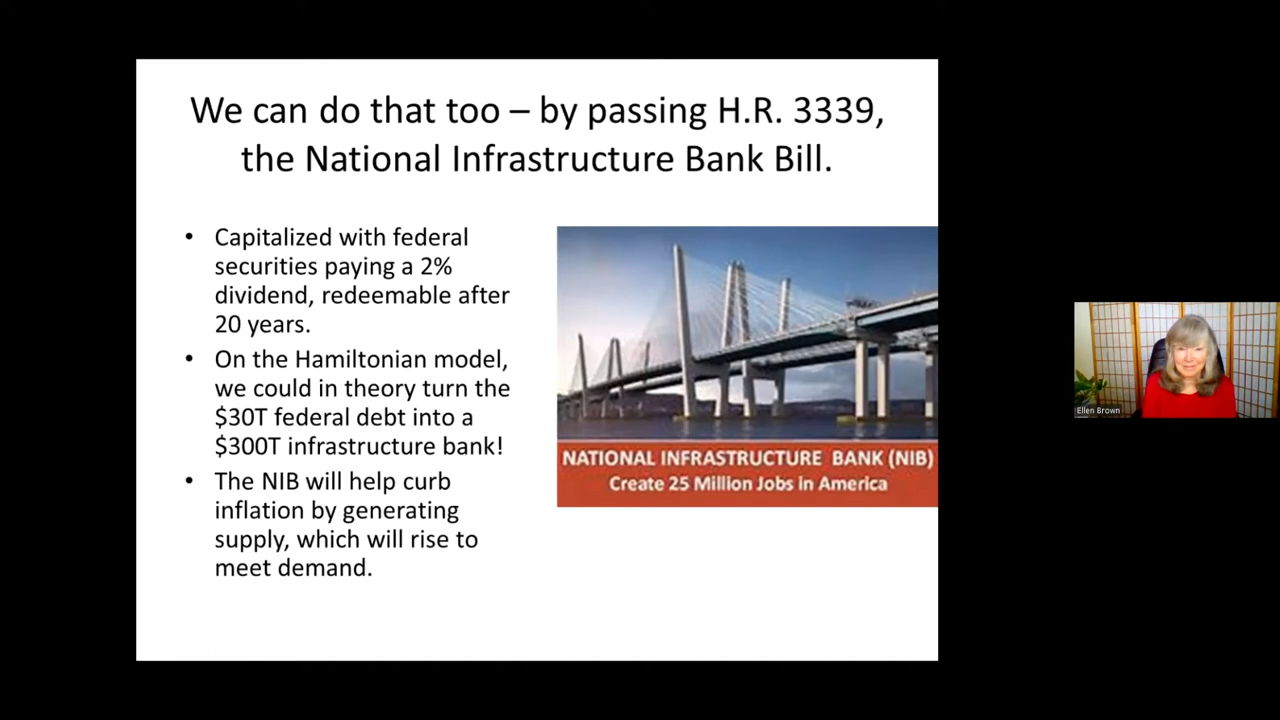 We can do that too – by passing H.R. 3339,
the National Infrastructure Bank Bill.
• Capitalized with federal
securities paying a 2%
dividend, redeemable after
20 years.
• On the Hamiltonian model,
we could in theory turn the
$30T federal debt into a
$300T infrastructure bank!
• The NIB will help curb
inflation by generating
supply, which will rise to
meet demand.
NATIONAL INFRASTRUCTURE BANK (NIB)
Create 25 Million Jobs in America
Ellen Brown